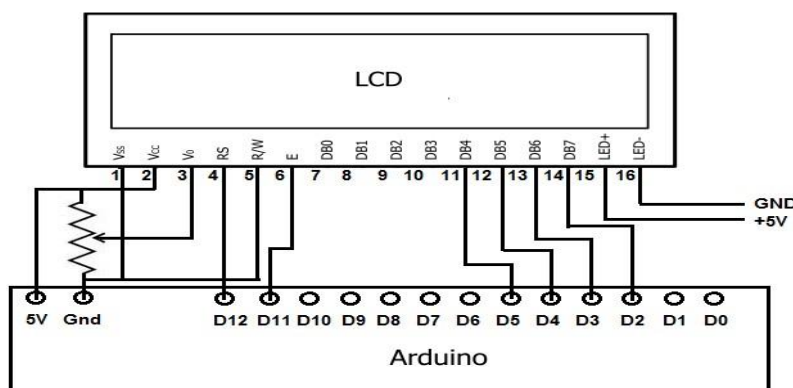 LCD
Vss Vcc V₀ RS R/W E DB0 DB1 DB2 DB3 DB4 DB5 DB6 DB7 LED+ LED-
1 2 3 4 5 6 7 8 9 10 11 12 13 14 15 16
GND
+5V
5V Gnd D12 D11 D10 D9 D8 D7 D6 D5 D4 D3 D2 D1 D0
Arduino